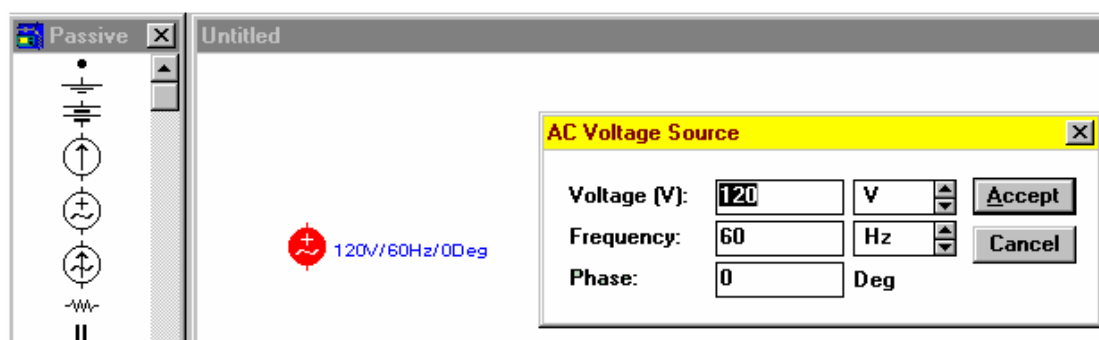 Passive
Untitled
AC Voltage Source
Voltage (V): 120 V Accept
Frequency: 60 Hz Cancel
Phase: 0 Deg
120V/60Hz/0Deg